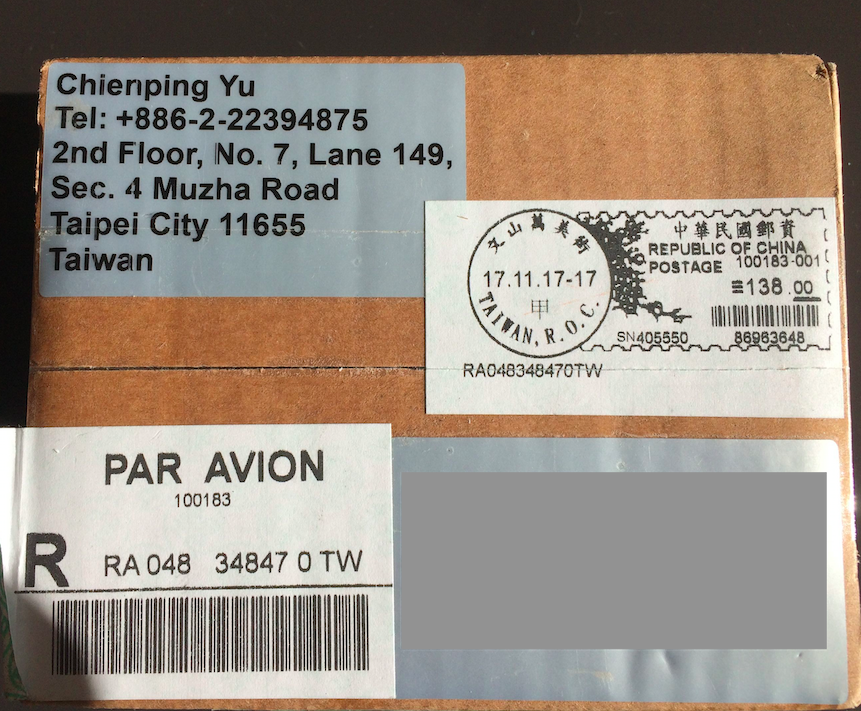 Chienping Yu
Tel: +886-2-22394875
2nd Floor, No. 7, Lane 149,
Sec. 4 Muzha Road
Taipei City 11655
Taiwan
文山萬美街
17.11.17-17
甲
TAIWAN, R.O.C.
中華民國郵資
REPUBLIC OF CHINA
POSTAGE 100183-001
≡138.00
SN405550 86963648
RA048348470TW
PAR AVION
100183
R RA 048 34847 0 TW